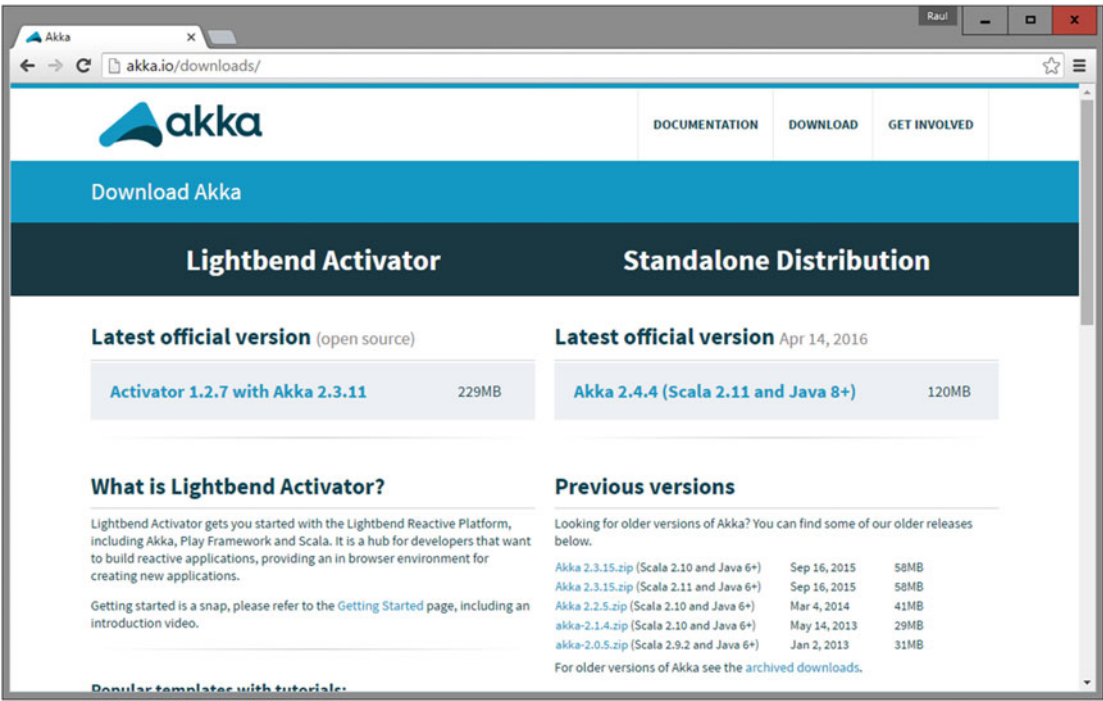 Raul
Akka
akka.io/downloads/
akka
DOCUMENTATION DOWNLOAD GET INVOLVED
Download Akka
Lightbend Activator
Standalone Distribution
Latest official version (open source)
Activator 1.2.7 with Akka 2.3.11 229MB
What is Lightbend Activator?
Lightbend Activator gets you started with the Lightbend Reactive Platform,
including Akka, Play Framework and Scala. It is a hub for developers that want
to build reactive applications, providing an in browser environment for
creating new applications.
Getting started is a snap, please refer to the Getting Started page, including an
introduction video.
Popular templates with tutorials:
Latest official version Apr 14, 2016
Akka 2.4.4 (Scala 2.11 and Java 8+) 120MB
Previous versions
Looking for older versions of Akka? You can find some of our older releases
below.
Akka 2.3.15.zip (Scala 2.10 and Java 6+) Sep 16, 2015 58MB
Akka 2.3.15.zip (Scala 2.11 and Java 6+) Sep 16, 2015 58MB
Akka 2.2.5.zip (Scala 2.10 and Java 6+) Mar 4, 2014 41MB
akka-2.1.4.zip (Scala 2.10 and Java 6+) May 14, 2013 29MB
akka-2.0.5.zip (Scala 2.9.2 and Java 6+) Jan 2, 2013 31MB
For older versions of Akka see the archived downloads.